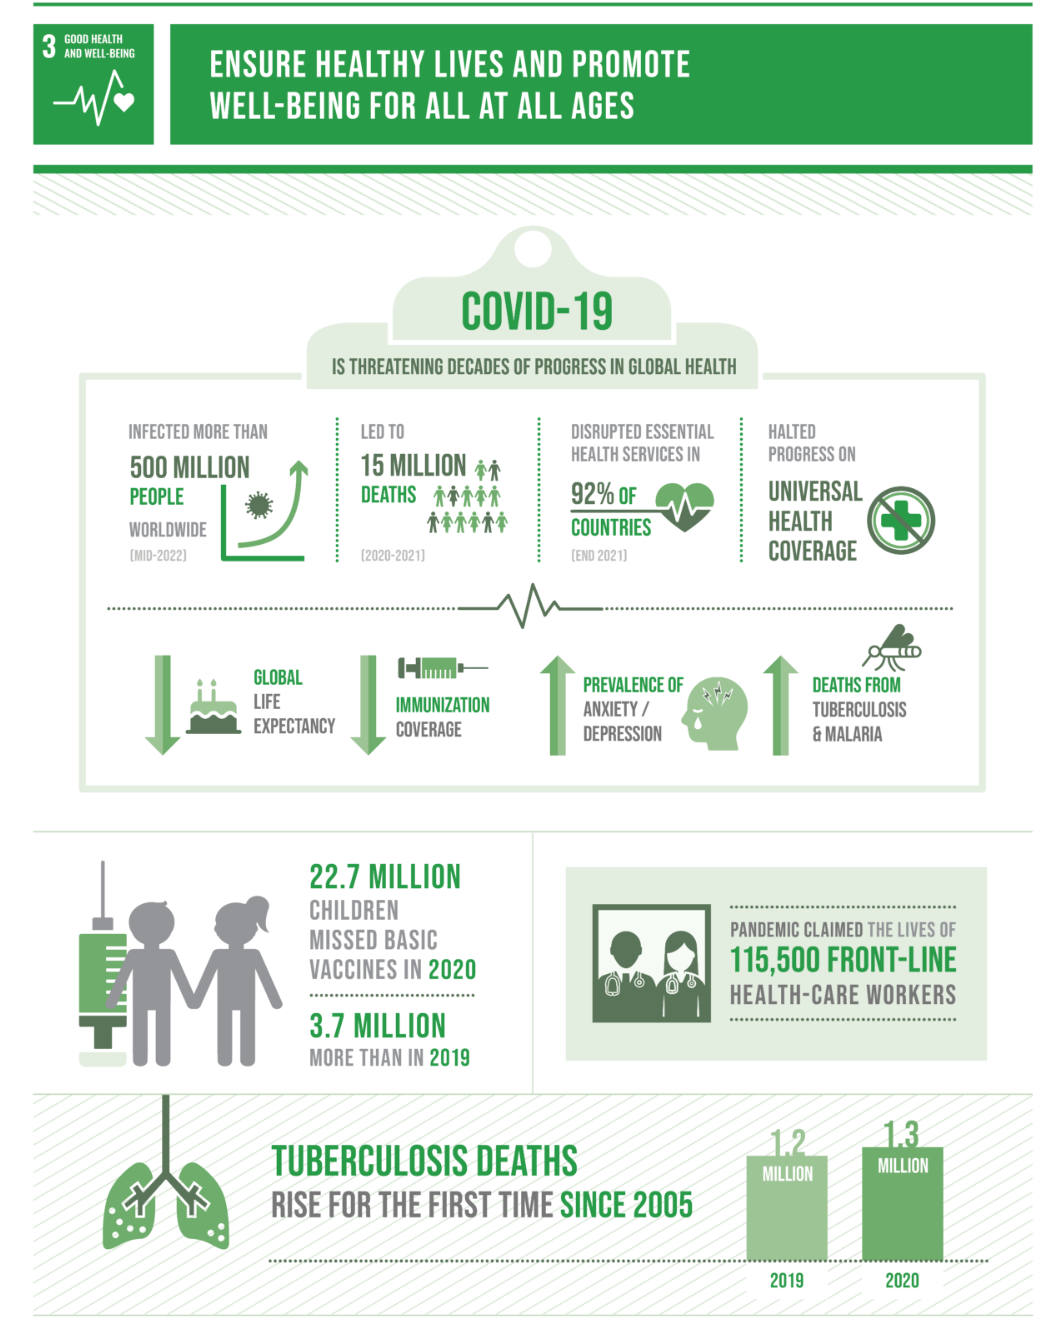 3 GOOD HEALTH
AND WELL-BEING
ENSURE HEALTHY LIVES AND PROMOTE
WELL-BEING FOR ALL AT ALL AGES
COVID-19
IS THREATENING DECADES OF PROGRESS IN GLOBAL HEALTH
INFECTED MORE THAN
500 MILLION
PEOPLE
WORLDWIDE
(MID-2022)
LED TO
15 MILLION
DEATHS
(2020-2021)
DISRUPTED ESSENTIAL
HEALTH SERVICES IN
92% OF
COUNTRIES
(END 2021)
HALTED
PROGRESS ON
UNIVERSAL
HEALTH
COVERAGE
GLOBAL
LIFE
EXPECTANCY
IMMUNIZATION
COVERAGE
PREVALENCE OF
ANXIETY /
DEPRESSION
DEATHS FROM
TUBERCULOSIS
& MALARIA
22.7 MILLION
CHILDREN
MISSED BASIC
VACCINES IN 2020
3.7 MILLION
MORE THAN IN 2019
PANDEMIC CLAIMED THE LIVES OF
115,500 FRONT-LINE
HEALTH-CARE WORKERS
TUBERCULOSIS DEATHS
RISE FOR THE FIRST TIME SINCE 2005
1.2
MILLION
2019
1.3
MILLION
2020